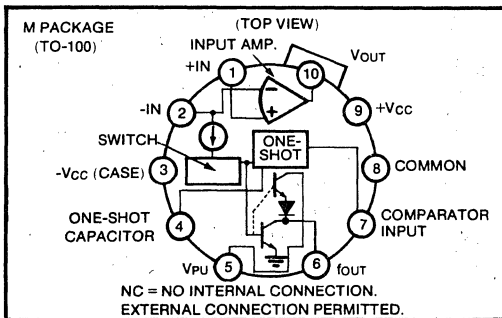 M PACKAGE
(TO-100)
(TOP VIEW)
INPUT AMP.
+IN
VOUT
1
10
-IN
2
9
+VCC
−
+
SWITCH
ONE-
SHOT
3
-VCC (CASE)
8
COMMON
ONE-SHOT
CAPACITOR
4
7
COMPARATOR
INPUT
VPU
5
6
fOUT
NC = NO INTERNAL CONNECTION.
EXTERNAL CONNECTION PERMITTED.